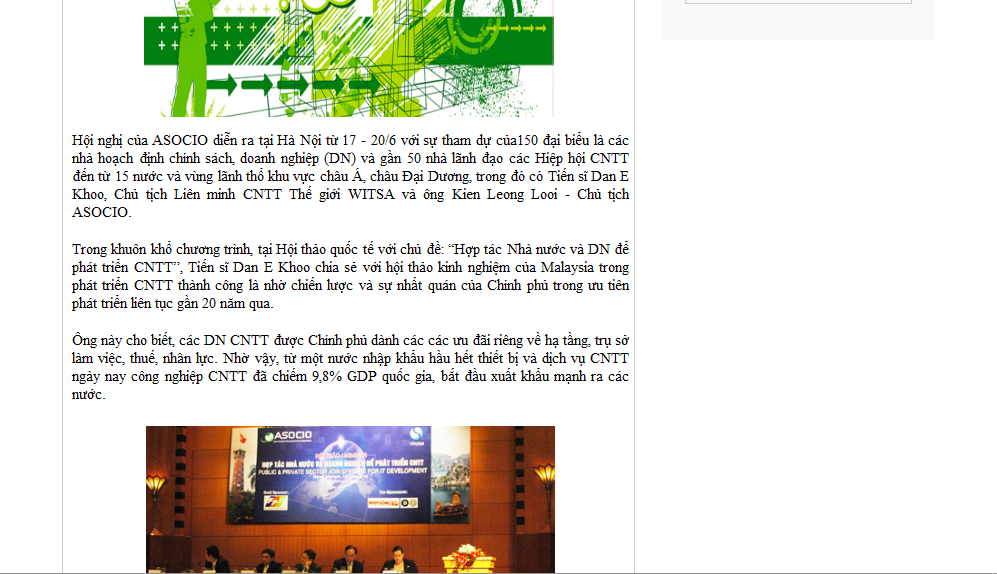 Hội nghị của ASOCIO diễn ra tại Hà Nội từ 17 - 20/6 với sự tham dự của150 đại biểu là các
nhà hoạch định chinh sách, doanh nghiệp (DN) và gần 50 nhà lãnh đạo các Hiệp hội CNTT
đến từ 15 nước và vùng lãnh thổ khu vực châu Á, châu Đại Dương, trong đó có Tiến sĩ Dan E
Khoo, Chủ tịch Liên minh CNTT Thế giới WITSA và ông Kien Leong Looi - Chủ tịch
ASOCIO.
Trong khuôn khổ chương trình, tại Hội thảo quốc tế với chủ đề: “Hợp tác Nhà nước và DN để
phát triển CNTT”, Tiến sĩ Dan E Khoo chia sẻ với hội thảo kinh nghiệm của Malaysia trong
phát triển CNTT thành công là nhờ chiến lược và sự nhất quán của Chinh phủ trong ưu tiên
phát triển liên tục gần 20 năm qua.
Ông này cho biết, các DN CNTT được Chinh phủ dành các các ưu đãi riêng về hạ tầng, trụ sở
làm việc, thuế, nhân lực. Nhờ vậy, từ một nước nhập khẩu hầu hết thiết bị và dịch vụ CNTT
ngày nay công nghiệp CNTT đã chiếm 9,8% GDP quốc gia, bắt đầu xuất khẩu mạnh ra các
nước.
ASOCIO
HỢP TÁC NHÀ NƯỚC VÀ DOANH NGHIỆP ĐỂ PHÁT TRIỂN CNTT
PUBLIC & PRIVATE SECTOR JOIN EFFORTS FOR IT DEVELOPMENT
Gold Sponsor:
Co-Sponsors: